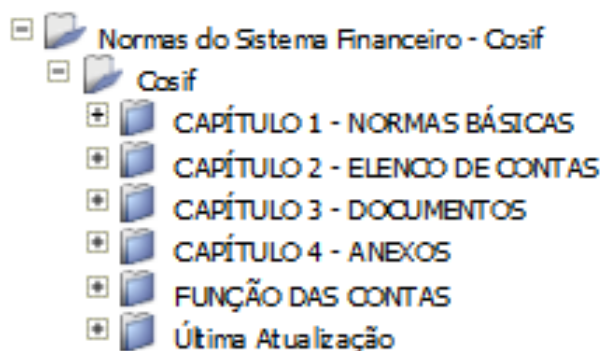 Normas do Sistema Financeiro - Cosif
Cosif
CAPÍTULO 1 - NORMAS BÁSICAS
CAPÍTULO 2 - ELENCO DE CONTAS
CAPÍTULO 3 - DOCUMENTOS
CAPÍTULO 4 - ANEXOS
FUNÇÃO DAS CONTAS
Última Atualização